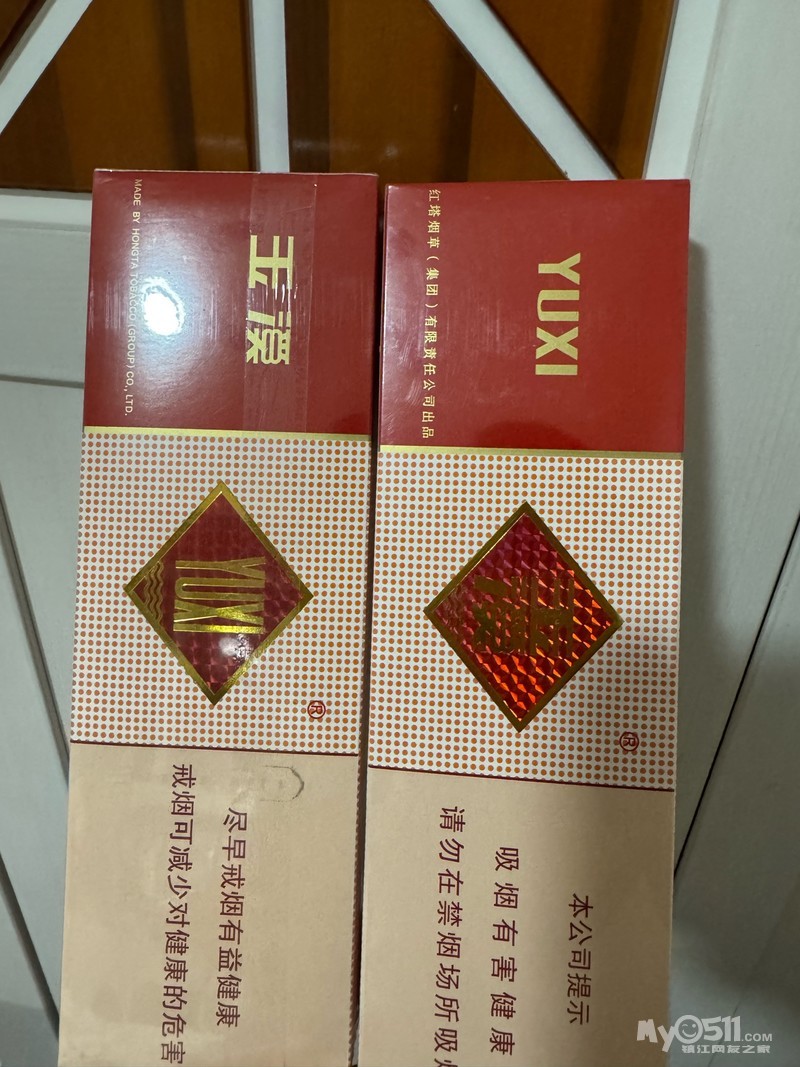 玉溪
MADE BY HONGTA TOBACCO (GROUP) CO., LTD.
YUXI
®
尽早戒烟有益健康
戒烟可减少对健康的危害
YUXI
红塔烟草(集团)有限责任公司出品
玉溪
®
本公司提示
吸烟有害健康
请勿在禁烟场所吸烟
My0511.COM
镇江网友之家